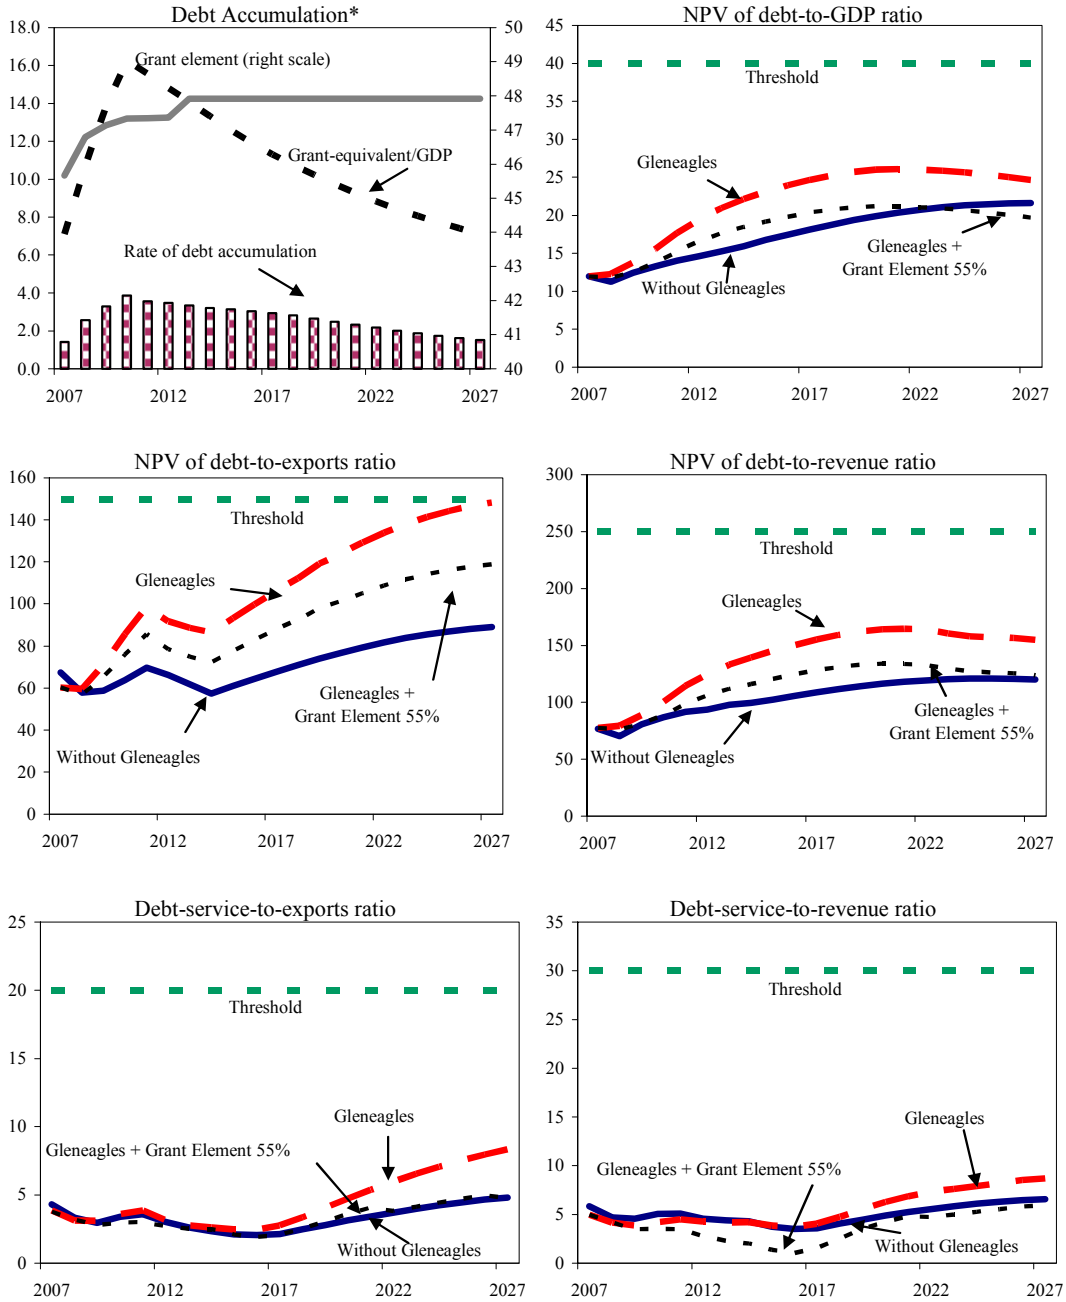 Debt Accumulation*
18.0
16.0
14.0
12.0
10.0
8.0
6.0
4.0
2.0
0.0
50
49
48
47
46
45
44
43
42
41
40
Grant element (right scale)
Grant-equivalent/GDP
Rate of debt accumulation
2007 2012 2017 2022 2027
NPV of debt-to-GDP ratio
45
40
35
30
25
20
15
10
5
0
Threshold
Gleneagles
Gleneagles +
Grant Element 55%
Without Gleneagles
2007 2012 2017 2022 2027
NPV of debt-to-exports ratio
160
140
120
100
80
60
40
20
0
Threshold
Gleneagles
Gleneagles +
Grant Element 55%
Without Gleneagles
2007 2012 2017 2022 2027
NPV of debt-to-revenue ratio
300
250
200
150
100
50
0
Threshold
Gleneagles
Gleneagles +
Grant Element 55%
Without Gleneagles
2007 2012 2017 2022 2027
Debt-service-to-exports ratio
25
20
15
10
5
0
Threshold
Gleneagles
Gleneagles + Grant Element 55%
Without Gleneagles
2007 2012 2017 2022 2027
Debt-service-to-revenue ratio
35
30
25
20
15
10
5
0
Threshold
Gleneagles
Gleneagles + Grant Element 55%
Without Gleneagles
2007 2012 2017 2022 2027